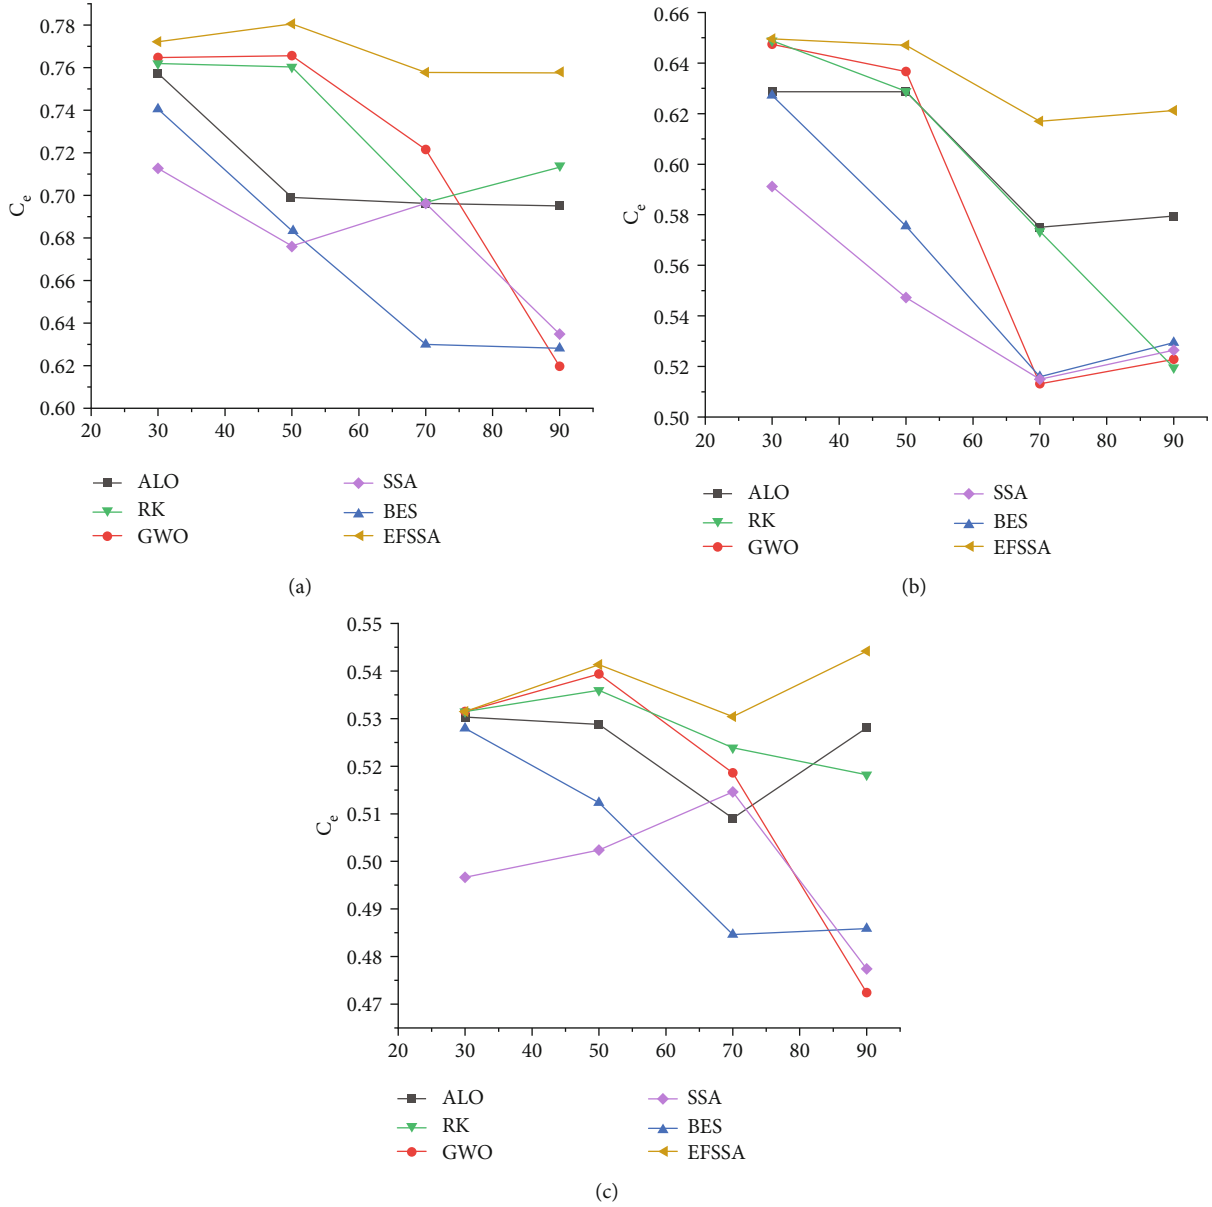 0.78
0.76
0.74
0.72
0.70
0.68
0.66
0.64
0.62
0.60
Ce
20 30 40 50 60 70 80 90
ALO SSA
RK BES
GWO EFSSA
(a)
0.66
0.64
0.62
0.60
0.58
0.56
0.54
0.52
0.50
Ce
20 30 40 50 60 70 80 90
ALO SSA
RK BES
GWO EFSSA
(b)
0.55
0.54
0.53
0.52
0.51
0.50
0.49
0.48
0.47
Ce
20 30 40 50 60 70 80 90
ALO SSA
RK BES
GWO EFSSA
(c)